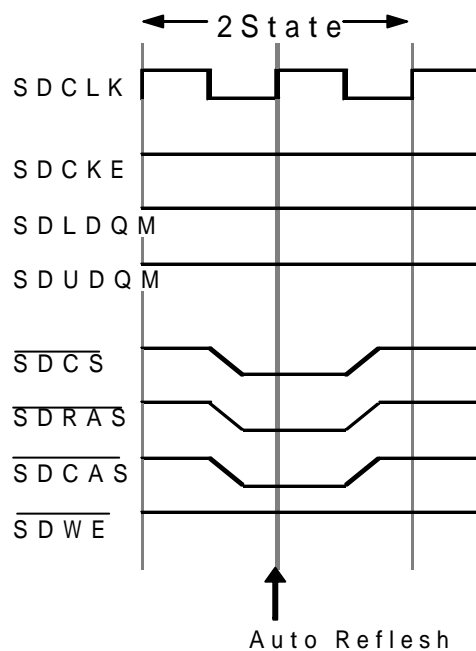 2State
SDCLK
SDCKE
SDLDQM
SDUDQM
SDCS
SDRAS
SDCAS
SDWE
Auto Reflesh